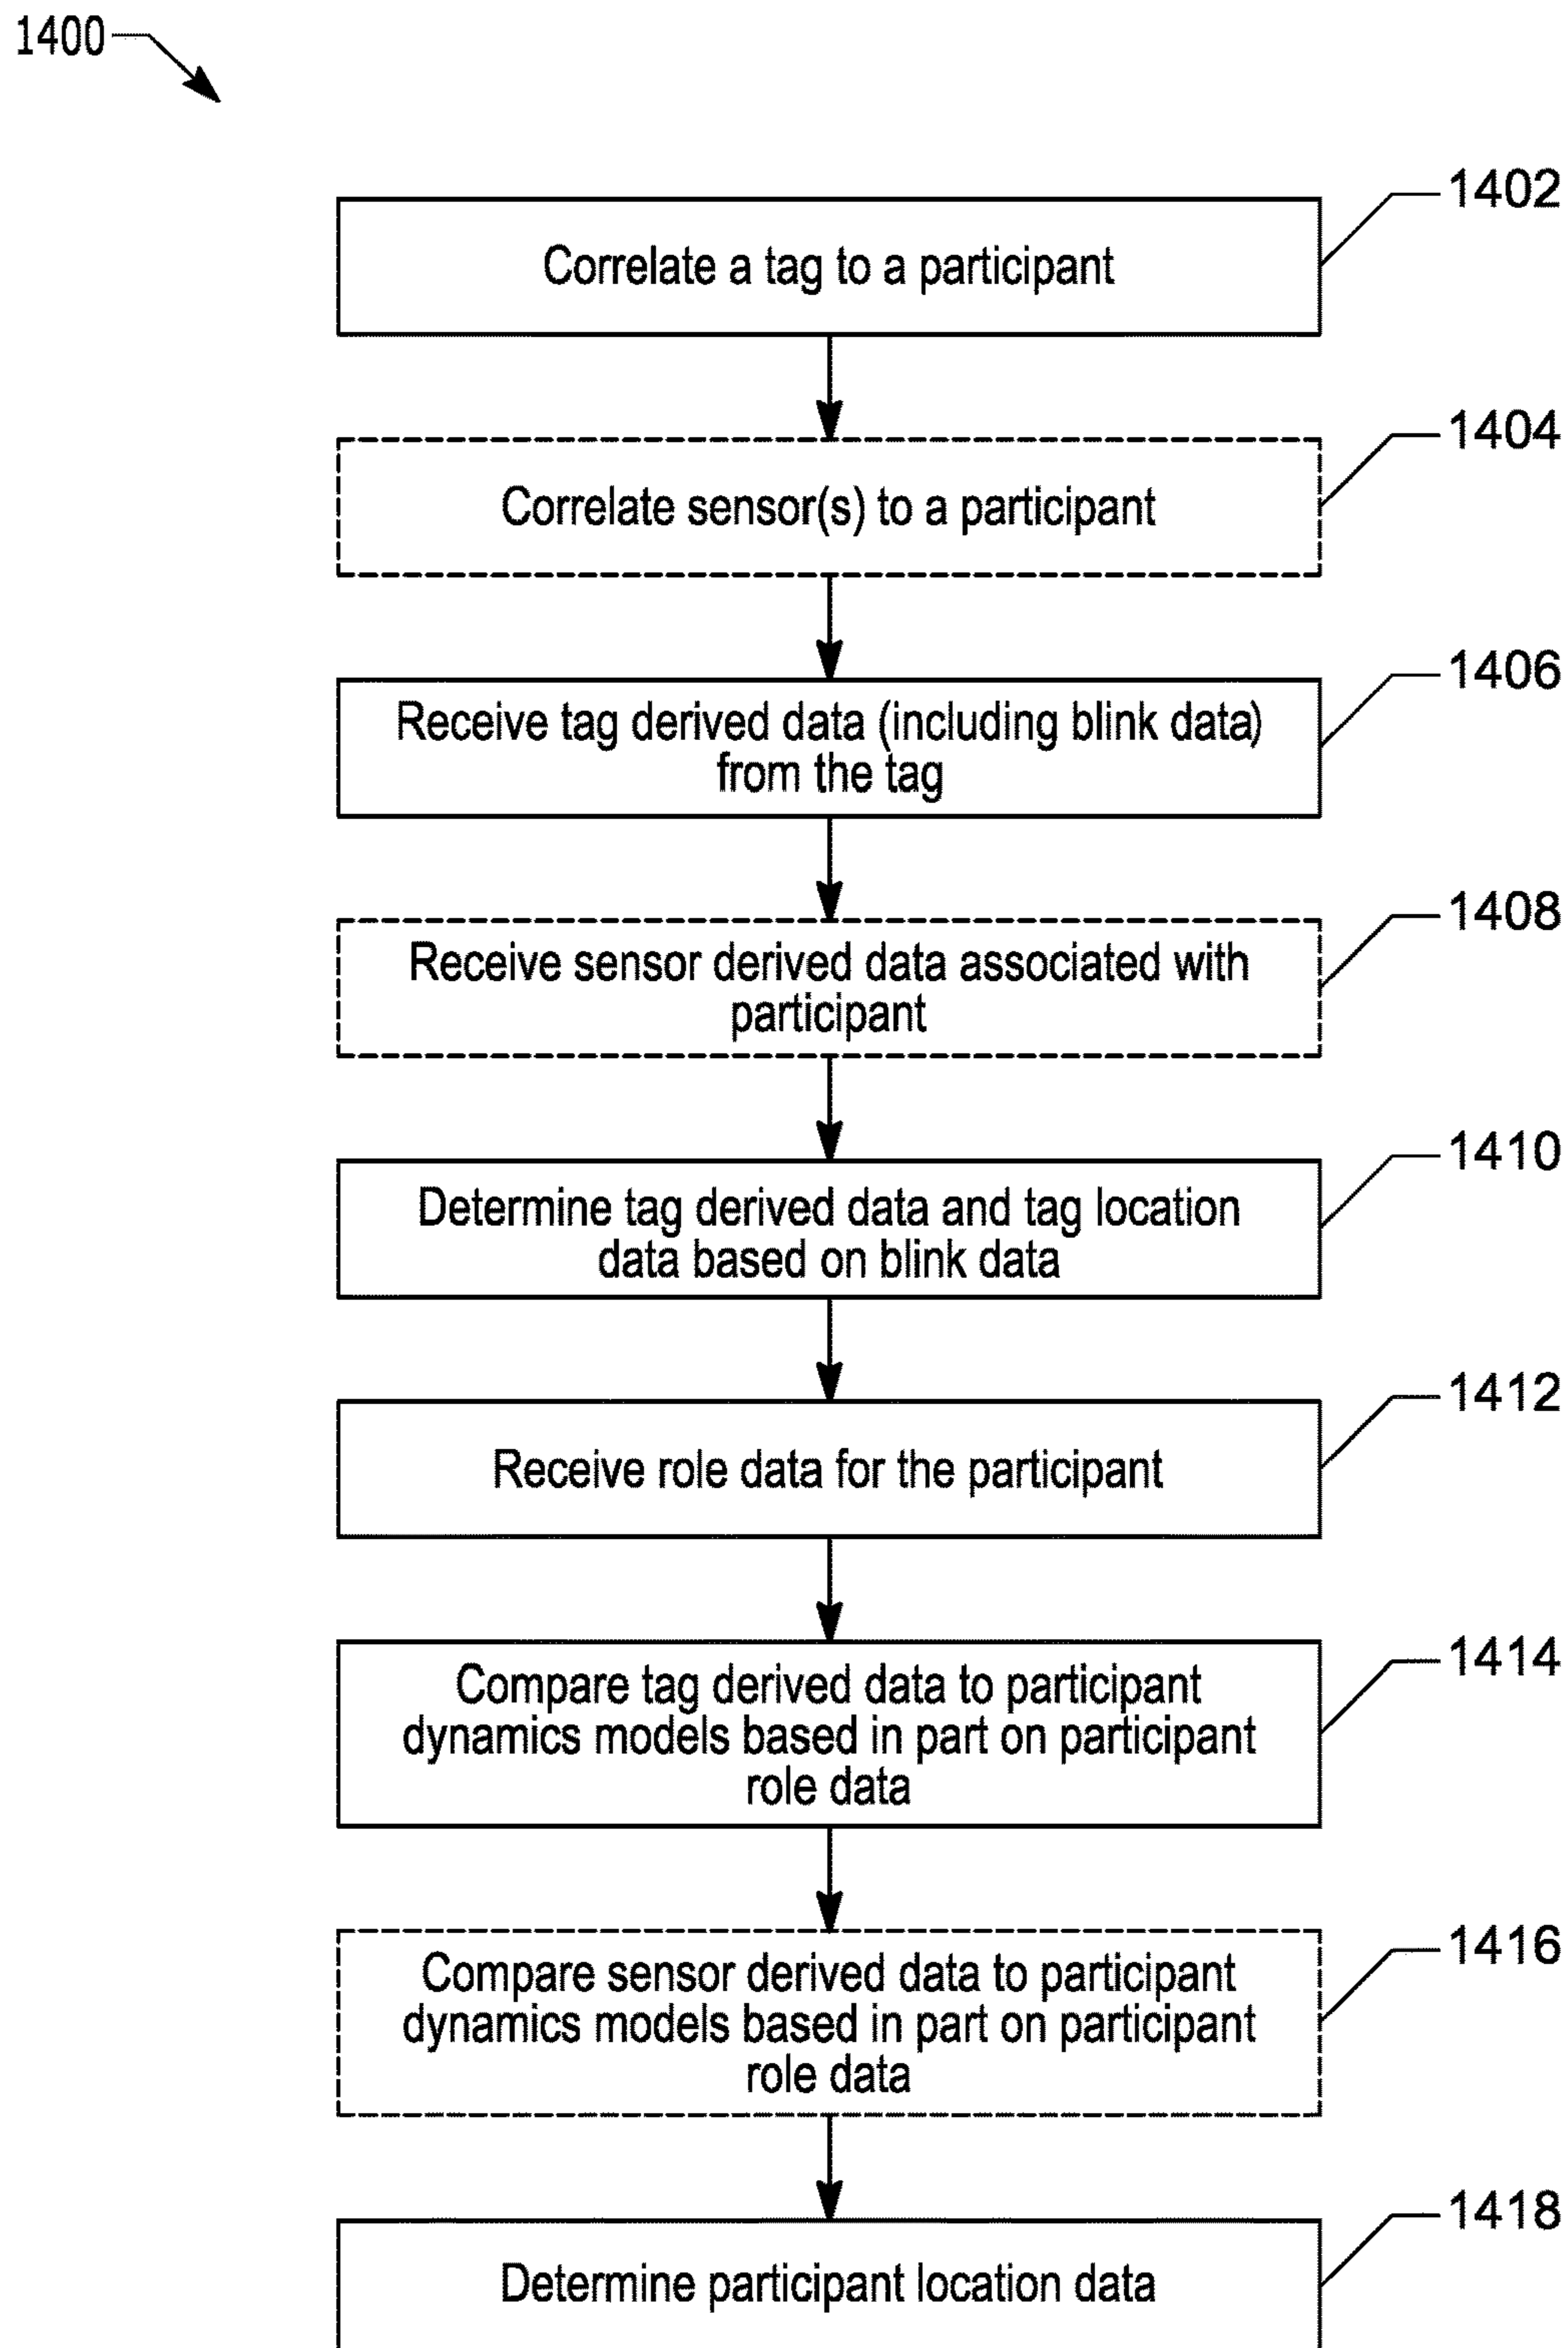 1400
1402
Correlate a tag to a participant
1404
Correlate sensor(s) to a participant
1406
Receive tag derived data (including blink data)
from the tag
1408
Receive sensor derived data associated with
participant
1410
Determine tag derived data and tag location
data based on blink data
1412
Receive role data for the participant
1414
Compare tag derived data to participant
dynamics models based in part on participant
role data
1416
Compare sensor derived data to participant
dynamics models based in part on participant
role data
1418
Determine participant location data